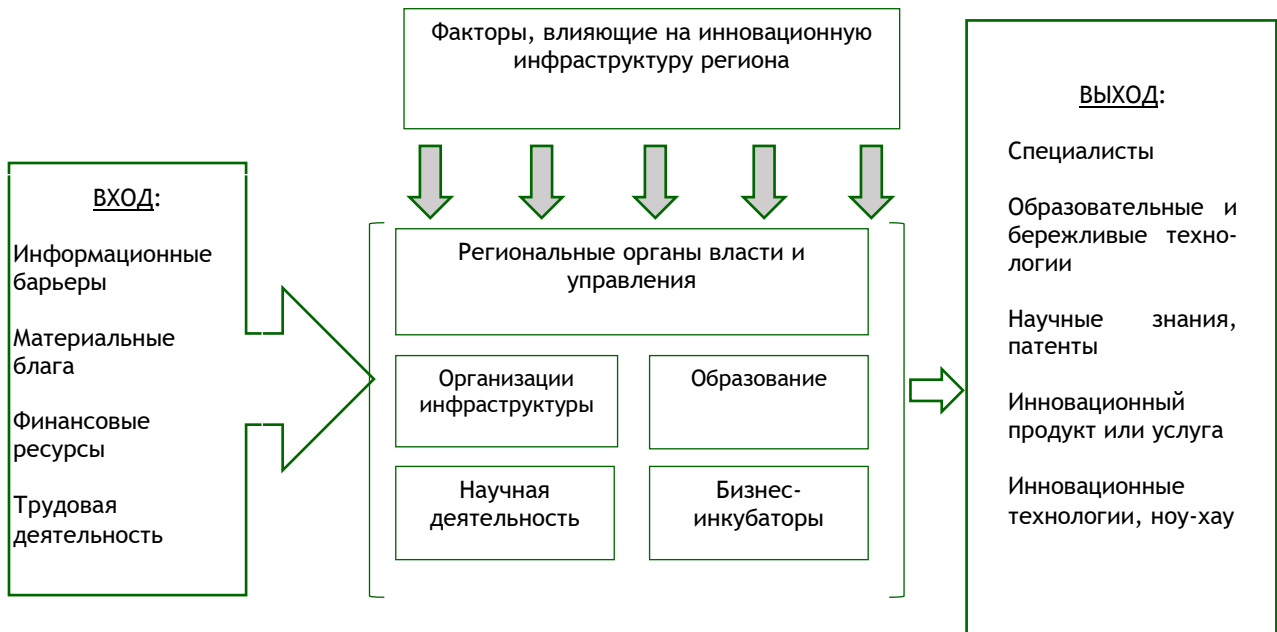 Факторы, влияющие на инновационную
инфраструктуру региона
ВХОД:
Информационные
барьеры
Материальные
блага
Финансовые
ресурсы
Трудовая
деятельность
Региональные органы власти и
управления
Организации
инфраструктуры
Образование
Научная
деятельность
Бизнес-
инкубаторы
ВЫХОД:
Специалисты
Образовательные и
бережливые техно-
логии
Научные знания,
патенты
Инновационный
продукт или услуга
Инновационные
технологии, ноу-хау